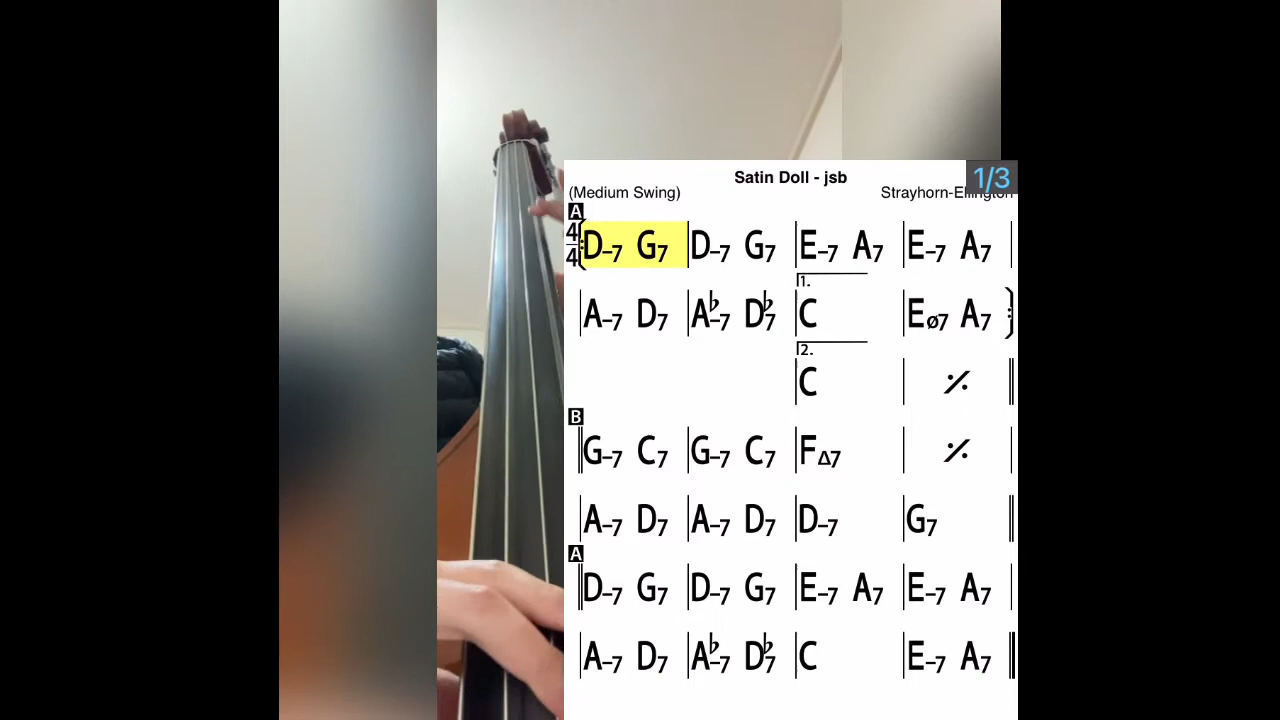 Satin Doll - jsb
1/3
(Medium Swing) Strayhorn-Ellington
A
4/4 D-7 G7 D-7 G7 E-7 A7 E-7 A7
1.
A-7 D7 A♭-7 D♭7 C Eø7 A7
2.
C 𝄎
B
G-7 C7 G-7 C7 FΔ7 𝄎
A-7 D7 A-7 D7 D-7 G7
A
D-7 G7 D-7 G7 E-7 A7 E-7 A7
A-7 D7 A♭-7 D♭7 C E-7 A7